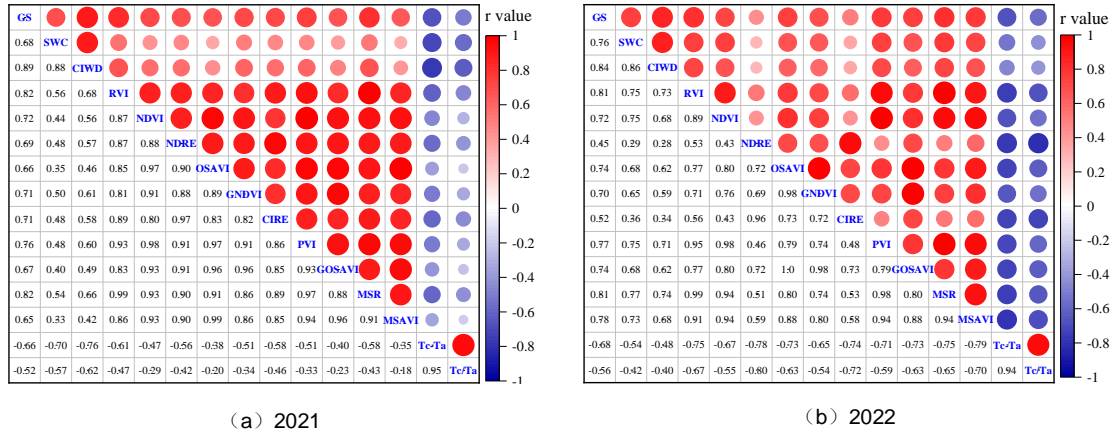 GS
0.68 SWC
0.89 0.88 CIWD
0.82 0.56 0.68 RVI
0.72 0.44 0.56 0.87 NDVI
0.69 0.48 0.57 0.87 0.88 NDRE
0.66 0.35 0.46 0.85 0.97 0.90 OSAVI
0.71 0.50 0.61 0.81 0.91 0.88 0.89 GNDVI
0.71 0.48 0.58 0.89 0.80 0.97 0.83 0.82 CIRE
0.76 0.48 0.60 0.93 0.98 0.91 0.97 0.91 0.86 PVI
0.67 0.40 0.49 0.83 0.93 0.91 0.96 0.96 0.85 0.93 GOSAVI
0.82 0.54 0.66 0.99 0.93 0.90 0.91 0.86 0.89 0.97 0.88 MSR
0.65 0.33 0.42 0.86 0.93 0.90 0.99 0.86 0.85 0.94 0.96 0.91 MSAVI
-0.66 -0.70 -0.76 -0.61 -0.47 -0.58 -0.38 -0.51 -0.58 -0.51 -0.40 -0.58 -0.35 Tc-Ta
-0.52 -0.57 -0.62 -0.47 -0.29 -0.42 -0.20 -0.34 -0.46 -0.33 -0.23 -0.43 -0.18 0.95 Tc/Ta
r value
1
0.8
0.6
0.4
0.2
0
-0.2
-0.4
-0.6
-0.8
-1
(a) 2021
GS
0.76 SWC
0.84 0.86 CIWD
0.81 0.75 0.73 RVI
0.72 0.75 0.68 0.89 NDVI
0.45 0.29 0.28 0.53 0.43 NDRE
0.74 0.68 0.62 0.77 0.80 0.72 OSAVI
0.70 0.65 0.59 0.71 0.76 0.69 0.98 GNDVI
0.52 0.36 0.34 0.56 0.43 0.96 0.73 0.72 CIRE
0.77 0.75 0.71 0.95 0.98 0.46 0.79 0.74 0.48 PVI
0.74 0.68 0.62 0.77 0.80 0.72 1:0 0.98 0.73 0.79 GOSAVI
0.81 0.77 0.74 0.99 0.94 0.51 0.80 0.74 0.53 0.98 0.80 MSR
0.78 0.73 0.68 0.91 0.94 0.59 0.88 0.80 0.58 0.94 0.88 0.94 MSAVI
-0.68 -0.54 -0.48 -0.75 -0.65 -0.78 -0.73 -0.65 -0.74 -0.71 -0.73 -0.75 -0.79 Tc-Ta
-0.56 -0.42 -0.40 -0.67 -0.55 -0.80 -0.63 -0.54 -0.72 -0.59 -0.63 -0.65 -0.70 0.94 Tc/Ta
r value
1
0.8
0.6
0.4
0.2
0
-0.2
-0.4
-0.6
-0.8
-1
(b) 2022